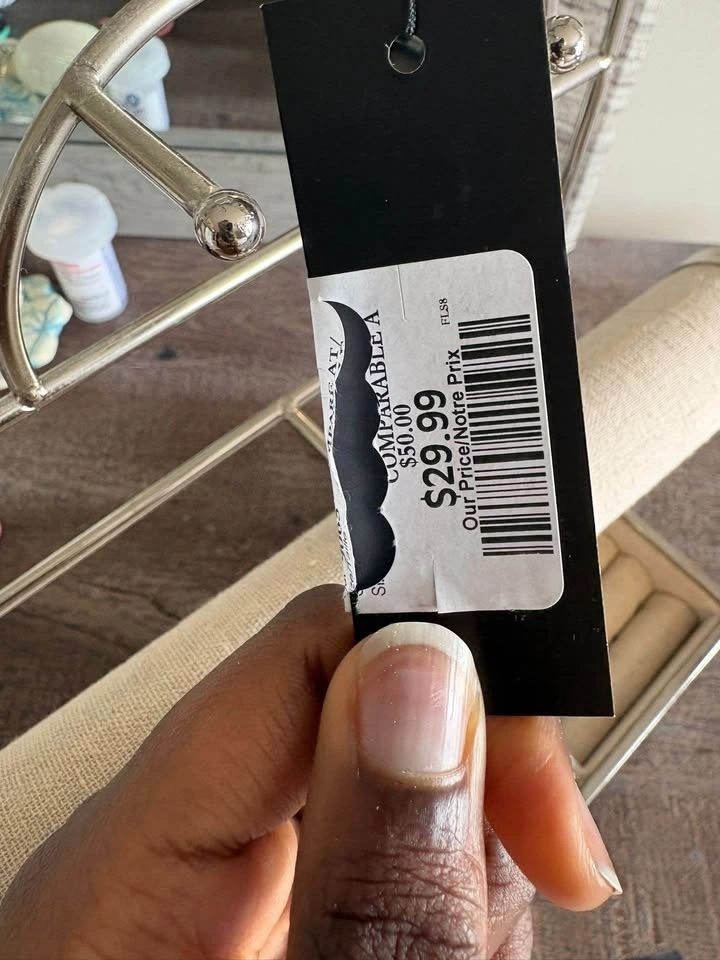 COMPARABLE A
$50.00
$29.99
Our Price/Notre Prix
FLS8